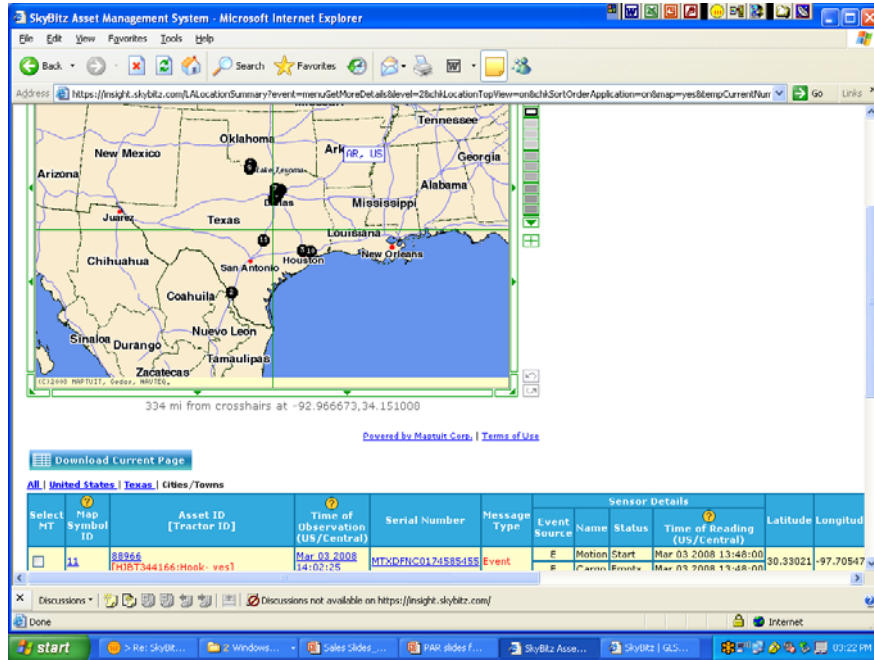 SkyBitz Asset Management System - Microsoft Internet Explorer
File Edit View Favorites Tools Help
Back Search Favorites
Address https://insight.skybitz.com/LALocationSummary?event=menuGetMoreDetails&level=2&chkLocationTopView=on&chkSortOrderApplication=on&map=yes&tempCurrentNum Go Links
Tennessee
Oklahoma
New Mexico AR, US Georgia
Arizona
Alabama
Dallas Mississippi
Juarez Texas
Louisiana
Chihuahua Houston New Orleans
San Antonio
Coahuila
Nuevo Leon
Sinaloa Durango
Tamaulipas
Zacatecas
334 mi from crosshairs at -92.966673,34.151008
Powered by Maptuit Corp. | Terms of Use
Download Current Page
All | United States | Texas | Cities/Towns
Select MT Map Symbol ID Asset ID [Tractor ID] Time of Observation (US/Central) Serial Number Message Type Sensor Details Latitude Longitud
Event Source Name Status Time of Reading (US/Central)
11 88966 Mar 03 2008 14:02:25 MTXDFNC0174585455 Event E Motion Start Mar 03 2008 13:48:00 30.33021 -97.70547
[HJBT344166:Hook- yes] E Cargo Empty Mar 03 2008 13:48:00
Discussions Discussions not available on https://insight.skybitz.com/
Done Internet
start > Re: SkyBit... 2 Windows... Sales Slides_... PAR slides f... SkyBitz Asse... SkyBitz | GLS... 03:22 PM